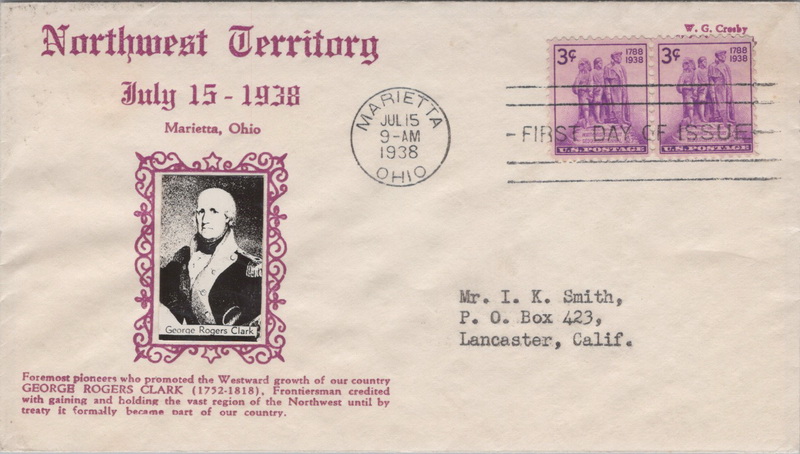 Northwest Territory
July 15 - 1938
Marietta, Ohio
W. G. Crosby
3¢ 1788 1938
3¢ 1788 1938
U.S. POSTAGE
U.S. POSTAGE
MARIETTA
JUL 15
9-AM
1938
OHIO
FIRST DAY OF ISSUE
George Rogers Clark
Mr. I. K. Smith,
P. O. Box 423,
Lancaster, Calif.
Foremost pioneers who promoted the Westward growth of our country
GEORGE ROGERS CLARK (1752-1818), Frontiersman credited
with gaining and holding the vast region of the Northwest until by
treaty it formally became part of our country.